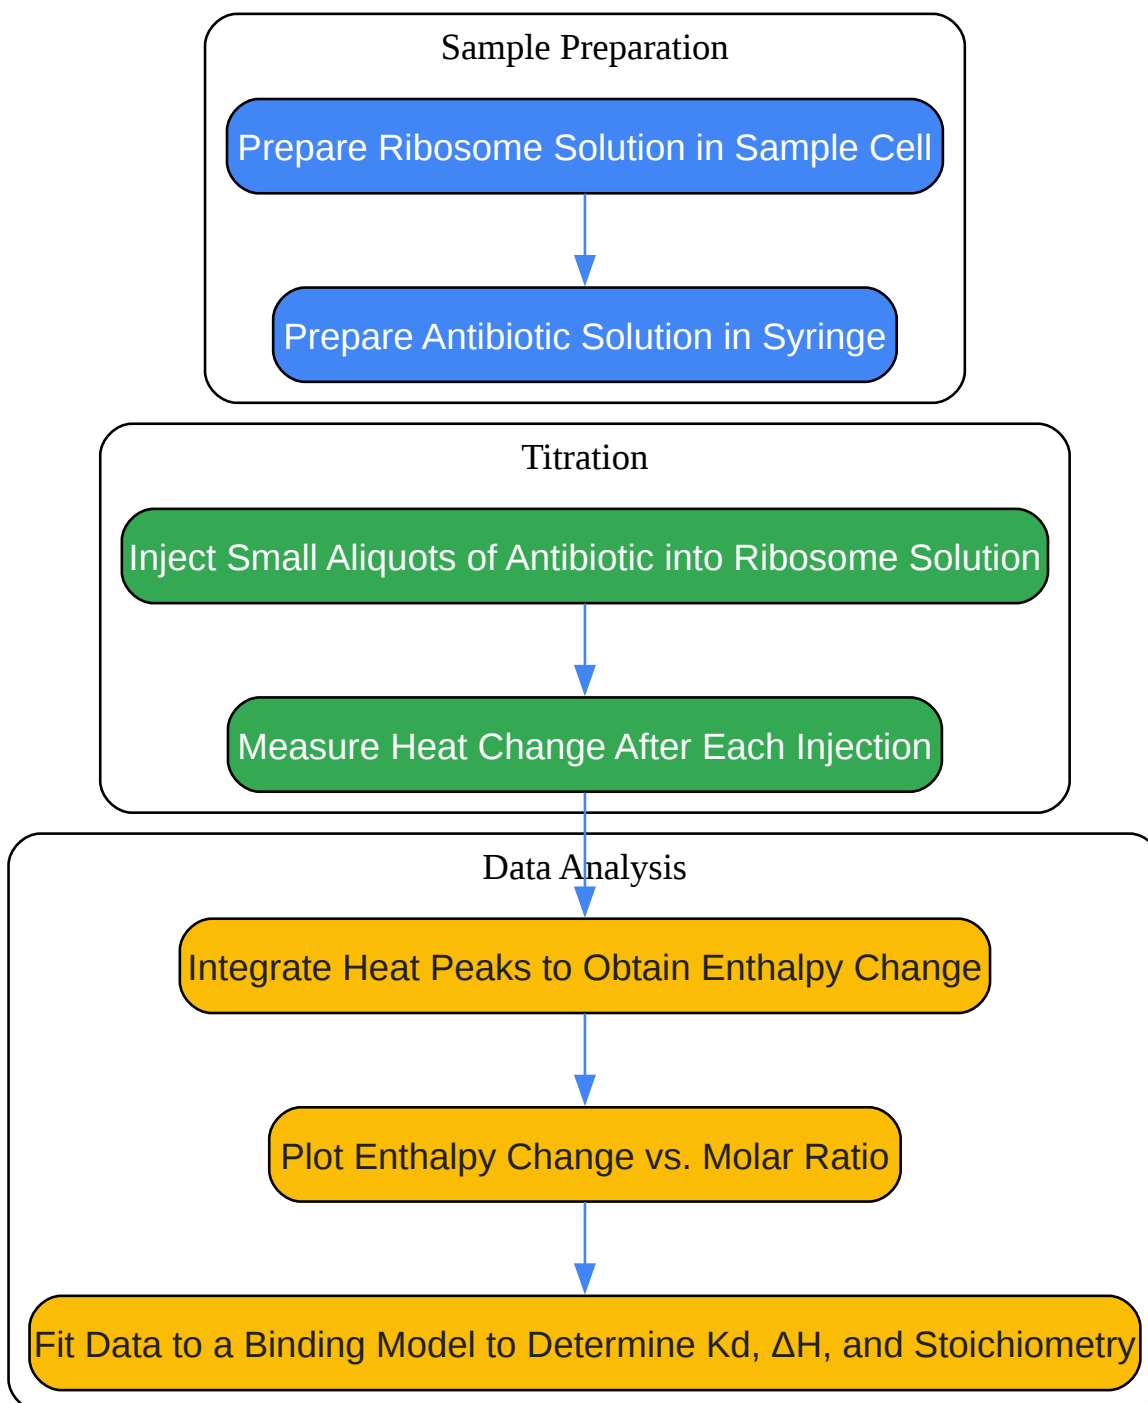 Sample Preparation
Prepare Ribosome Solution in Sample Cell
Prepare Antibiotic Solution in Syringe
Titration
Inject Small Aliquots of Antibiotic into Ribosome Solution
Measure Heat Change After Each Injection
Data Analysis
Integrate Heat Peaks to Obtain Enthalpy Change
Plot Enthalpy Change vs. Molar Ratio
Fit Data to a Binding Model to Determine Kd, ΔH, and Stoichiometry